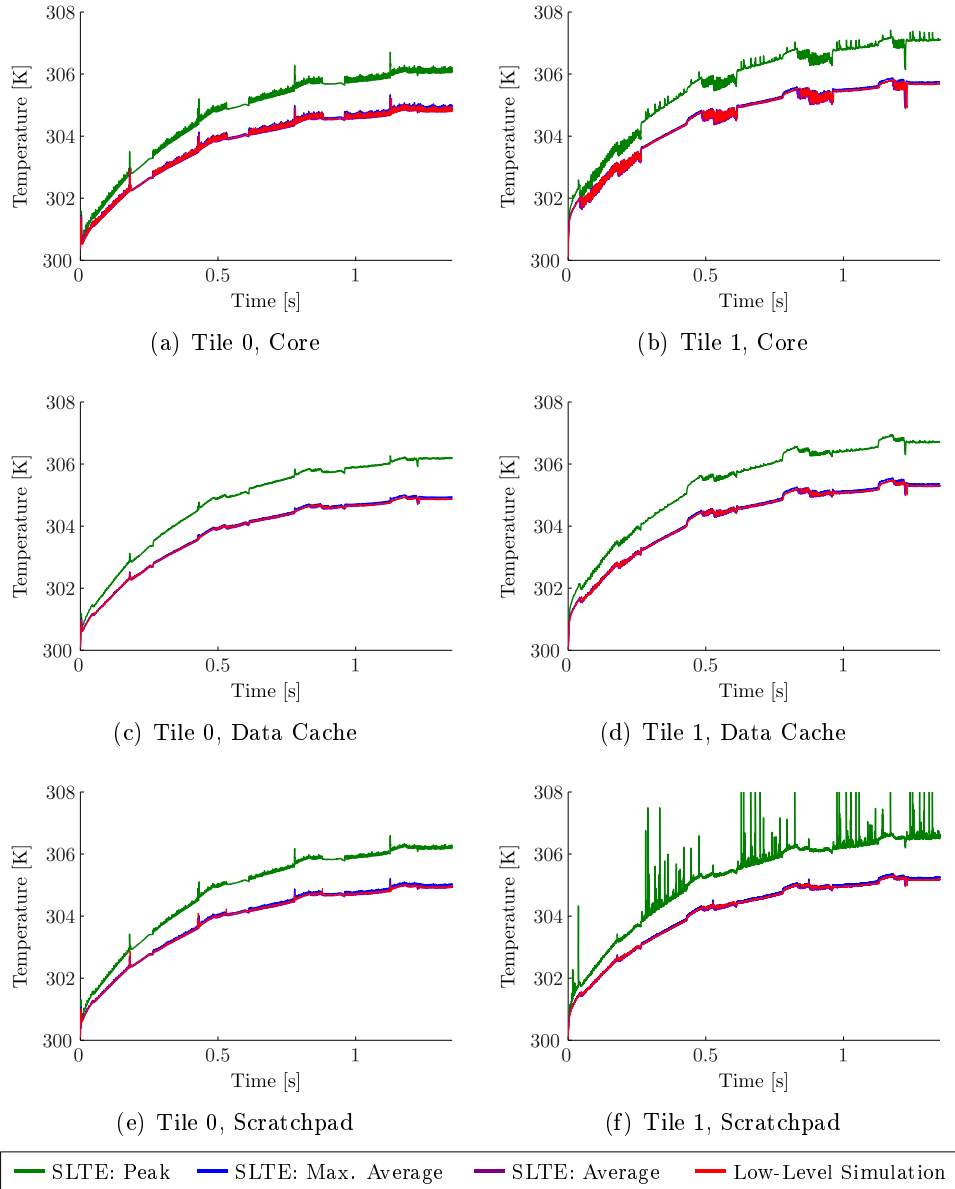 308
306
304
302
300
Temperature [K]
0
0.5
1
Time [s]
(a) Tile 0, Core
308
306
304
302
300
Temperature [K]
0
0.5
1
Time [s]
(b) Tile 1, Core
308
306
304
302
300
Temperature [K]
0
0.5
1
Time [s]
(c) Tile 0, Data Cache
308
306
304
302
300
Temperature [K]
0
0.5
1
Time [s]
(d) Tile 1, Data Cache
308
306
304
302
300
Temperature [K]
0
0.5
1
Time [s]
(e) Tile 0, Scratchpad
308
306
304
302
300
Temperature [K]
0
0.5
1
Time [s]
(f) Tile 1, Scratchpad
SLTE: Peak
SLTE: Max. Average
SLTE: Average
Low-Level Simulation